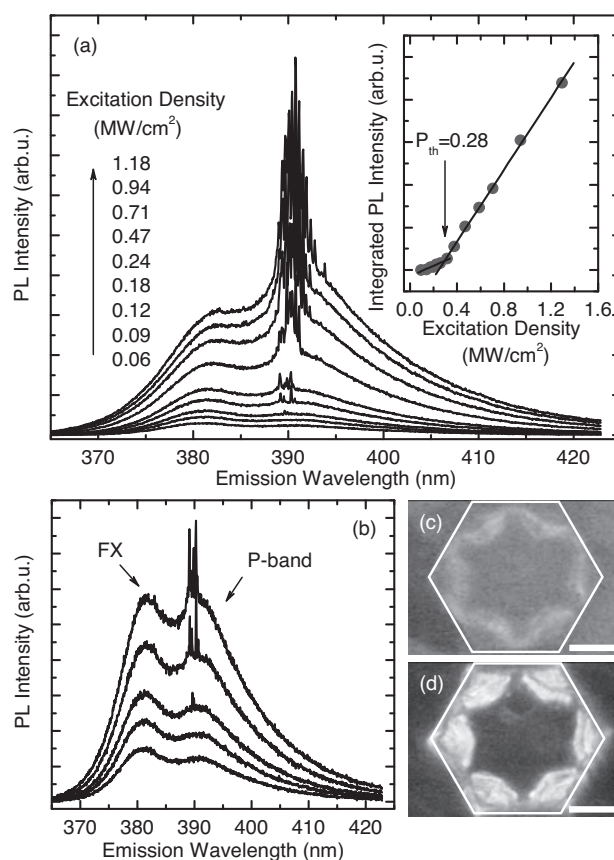 (a)
Excitation Density
(MW/cm²)
1.18
0.94
0.71
0.47
0.24
0.18
0.12
0.09
0.06
PL Intensity (arb.u.)
370 380 390 400 410 420
Emission Wavelength (nm)
Integrated PL Intensity (arb.u.)
P_th=0.28
0.0 0.4 0.8 1.2 1.6
Excitation Density
(MW/cm²)
(b)
FX
P-band
PL Intensity (arb.u.)
370 380 390 400 410 420
Emission Wavelength (nm)
(c)
(d)